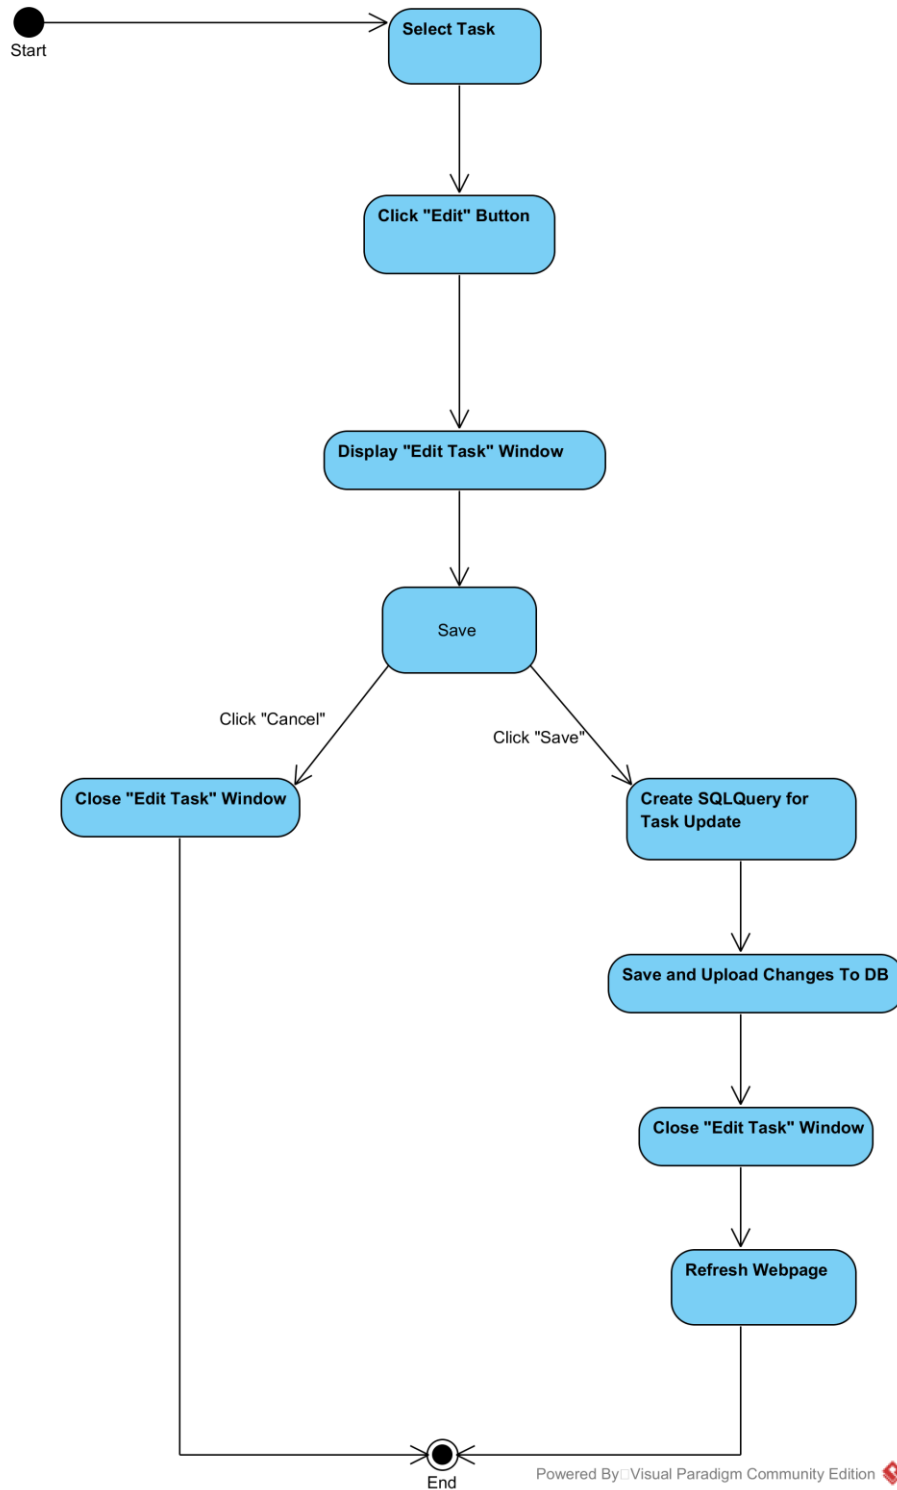 Start
Select Task
Click "Edit" Button
Display "Edit Task" Window
Save
Click "Cancel"
Click "Save"
Close "Edit Task" Window
Create SQLQuery for
Task Update
Save and Upload Changes To DB
Close "Edit Task" Window
Refresh Webpage
End
Powered By Visual Paradigm Community Edition